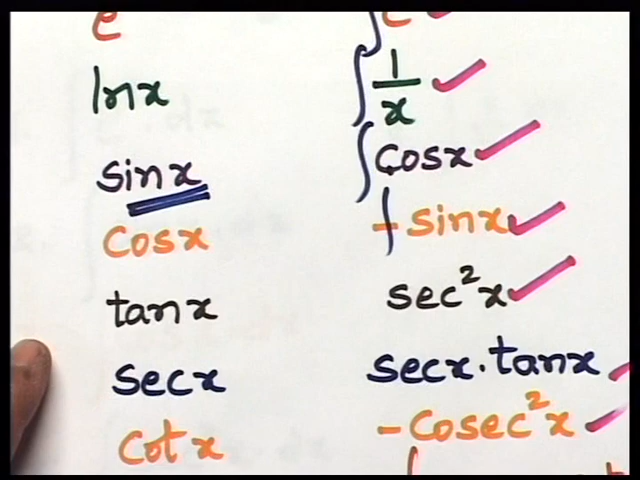 e ∫ e
ln x ∫ 1/x
sin x ∫ cos x
cos x - sin x
tan x sec²x
sec x sec x · tan x
cot x - cosec²x